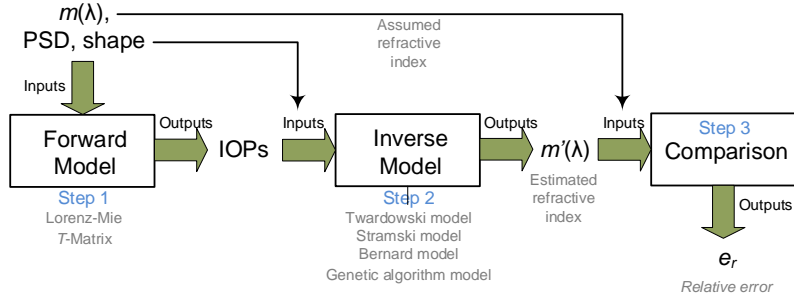 m(λ),
PSD, shape
Assumed
refractive
index
Inputs
Forward
Model
Outputs
IOPs
Inputs
Inverse
Model
Outputs
m'(λ)
Inputs
Step 3
Comparison
Step 1
Lorenz-Mie
T-Matrix
Step 2
Twardowski model
Stramski model
Bernard model
Genetic algorithm model
Estimated
refractive
index
Outputs
er
Relative error